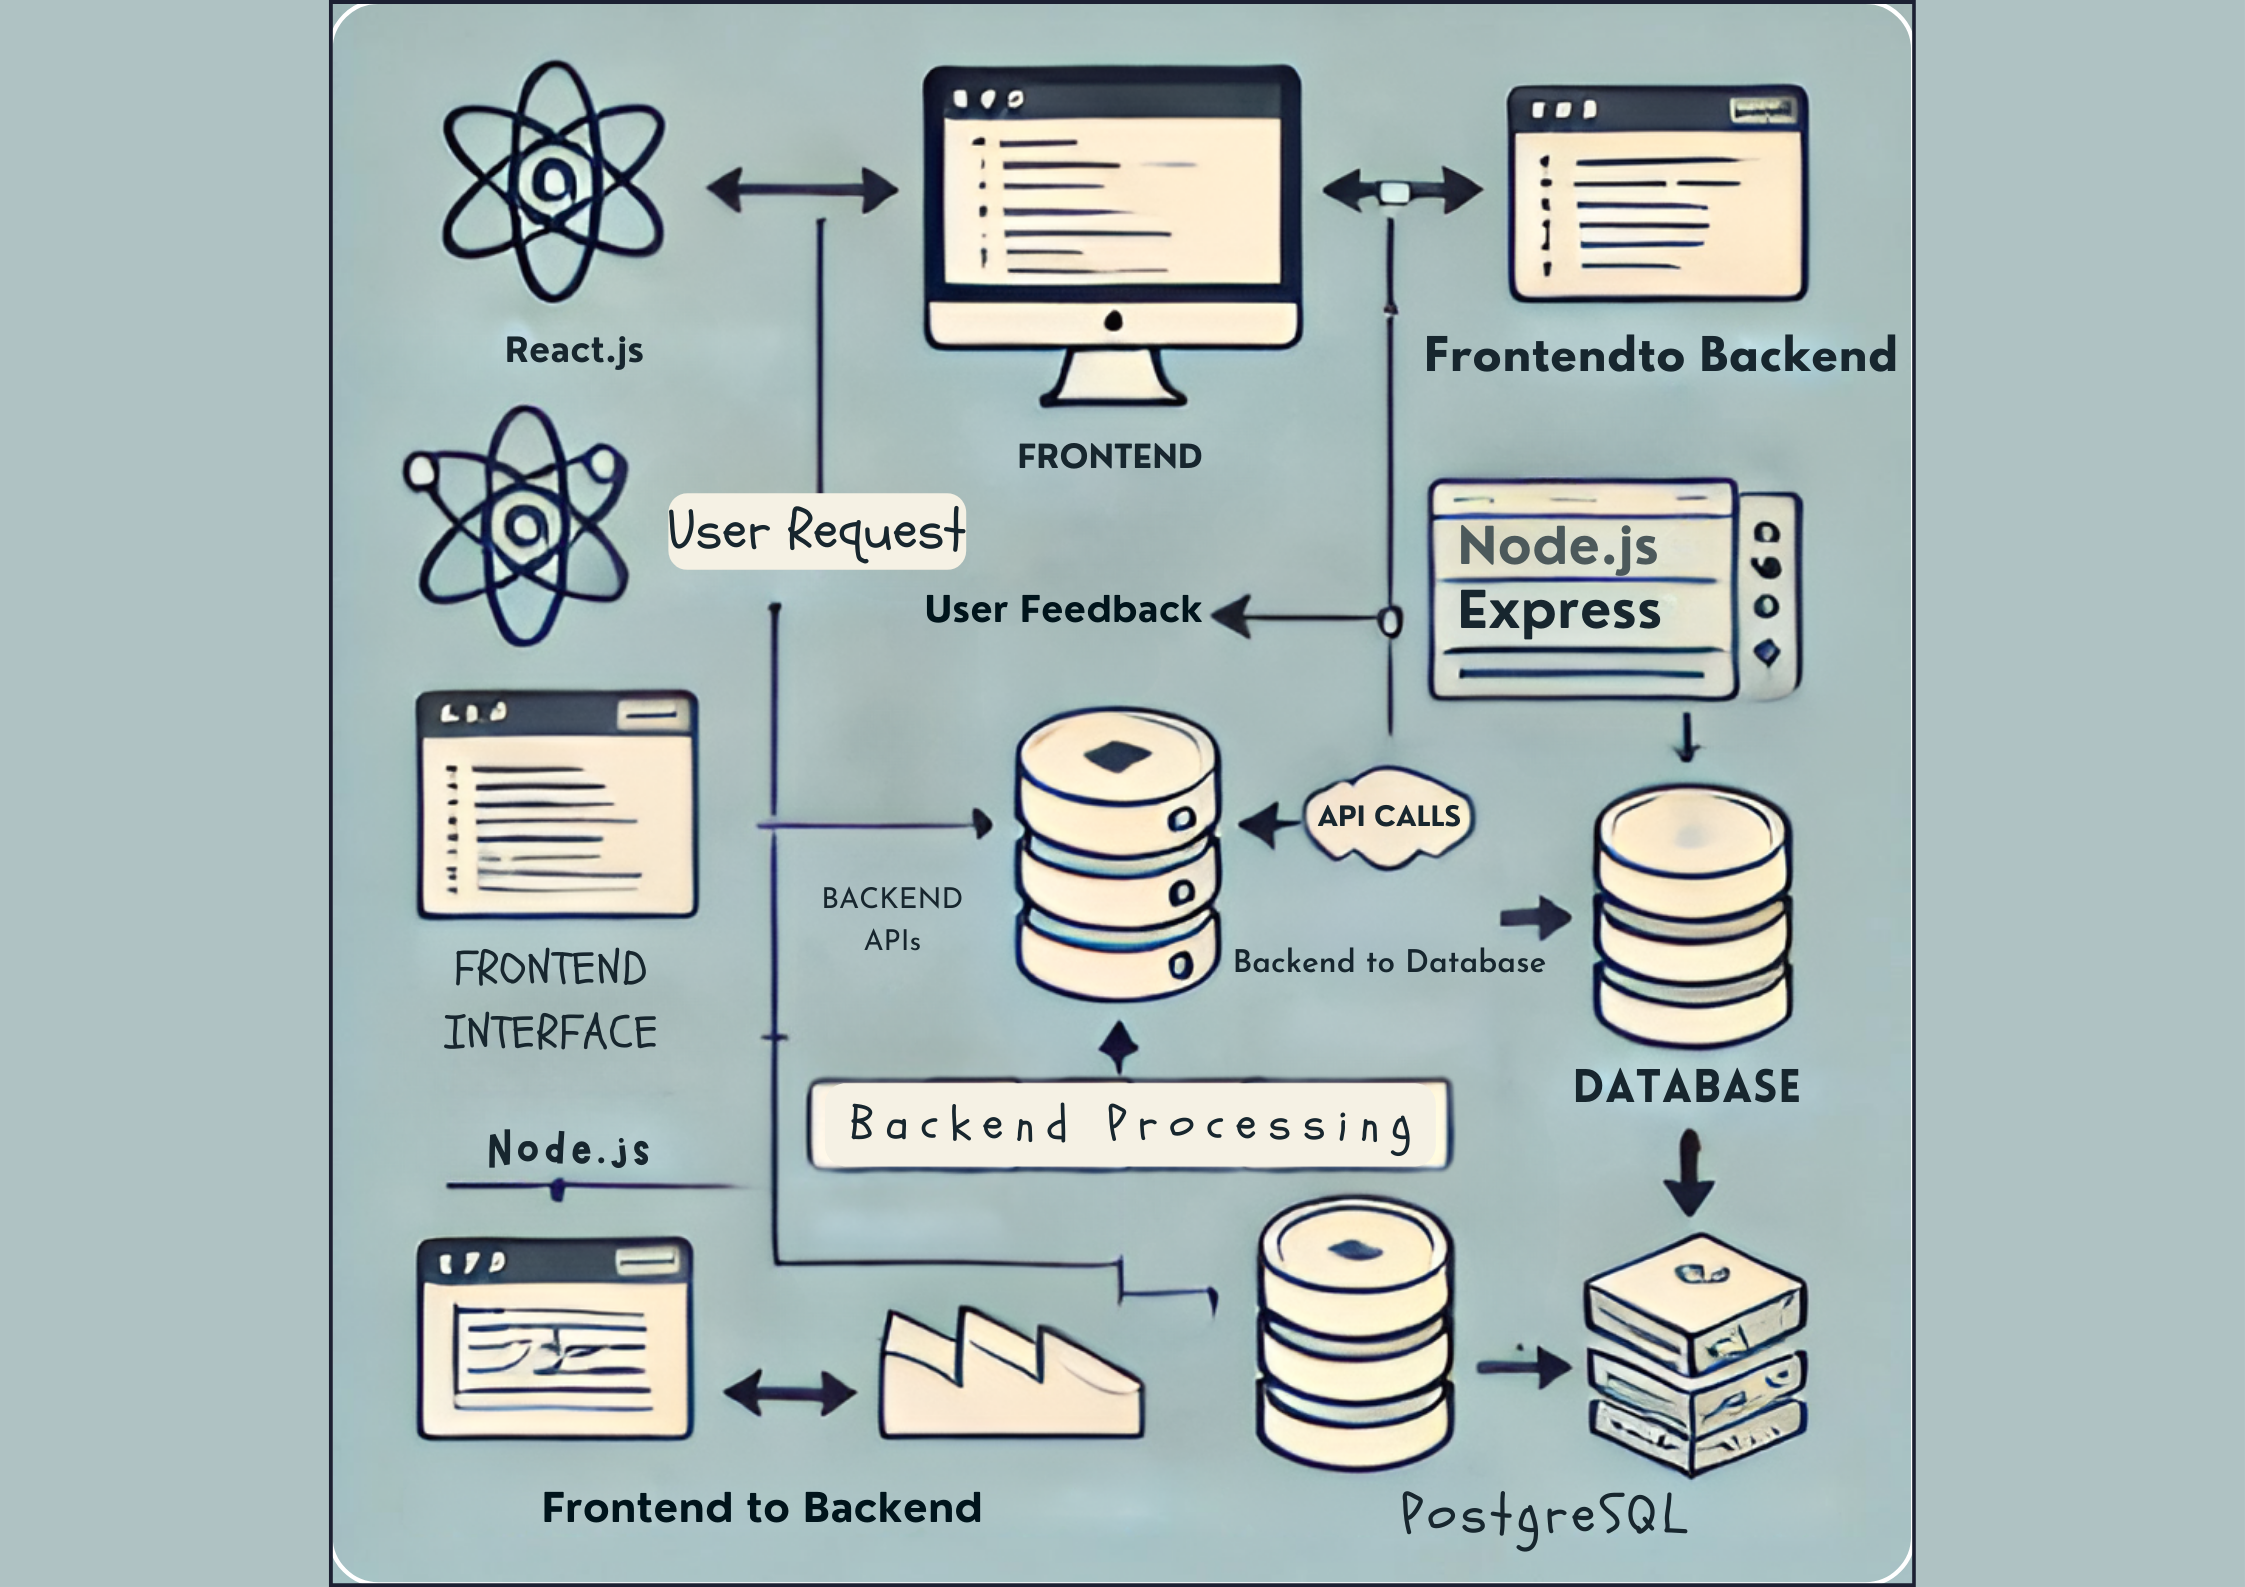 React.js
FRONTEND
Frontendto Backend
User Request
User Feedback
Node.js
Express
API CALLS
BACKEND
APIs
Backend to Database
FRONTEND
INTERFACE
DATABASE
Backend Processing
Node.js
Frontend to Backend
PostgreSQL